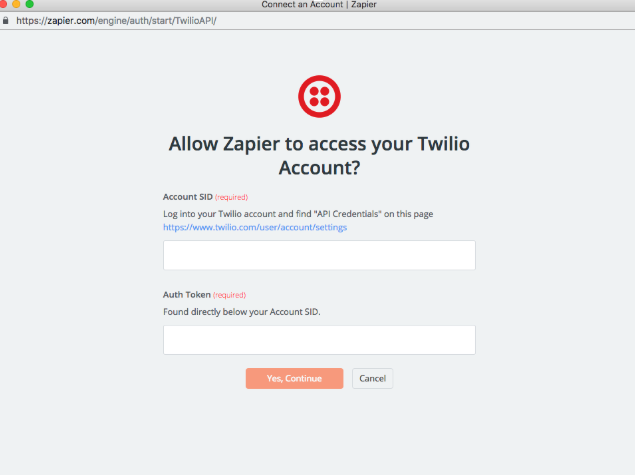 Connect an Account | Zapier
https://zapier.com/engine/auth/start/TwilioAPI/
Allow Zapier to access your Twilio
Account?
Account SID (required)
Log into your Twilio account and find "API Credentials" on this page
https://www.twilio.com/user/account/settings
Auth Token (required)
Found directly below your Account SID.
Yes, Continue
Cancel